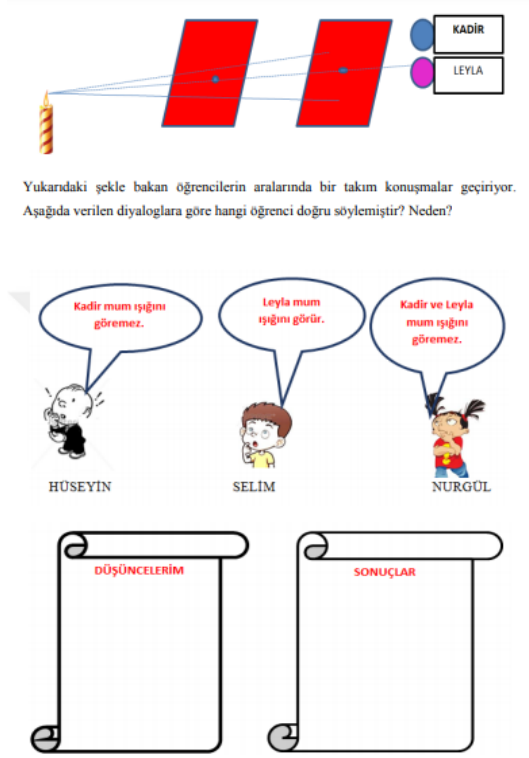 KADİR
LEYLA
Yukarıdaki şekle bakan öğrencilerin aralarında bir takım konuşmalar geçiriyor.
Aşağıda verilen diyaloglara göre hangi öğrenci doğru söylemiştir? Neden?
Kadir mum ışığını
göremez.
Leyla mum
ışığını görür.
Kadir ve Leyla
mum ışığını
göremez.
HÜSEYİN
SELİM
NURGÜL
DÜŞÜNCELERİM
SONUÇLAR